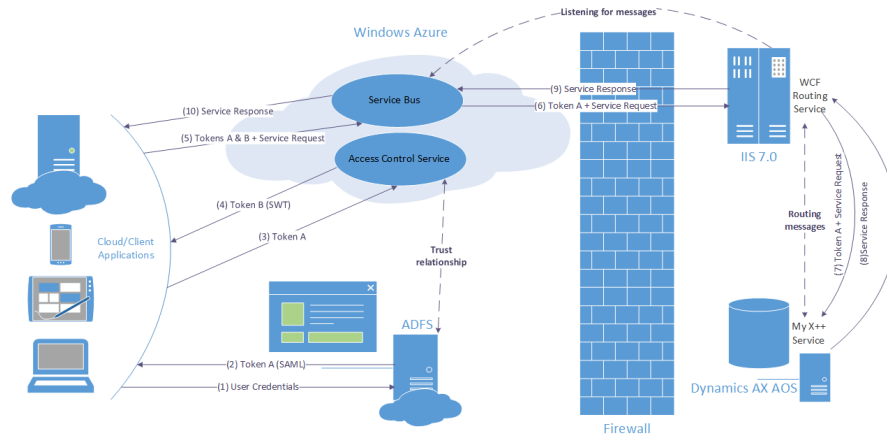 Listening for messages
Windows Azure
(9) Service Response
(6) Token A + Service Request
Service Bus
(10) Service Response
(5) Tokens A & B + Service Request
Access Control Service
(4) Token B (SWT)
(3) Token A
Cloud/Client
Applications
Trust
relationship
ADFS
(2) Token A (SAML)
(1) User Credentials
Firewall
WCF
Routing
Service
IIS 7.0
Routing
messages
(7) Token A + Service Request
(8)Service Response
My X++
Service
Dynamics AX AOS